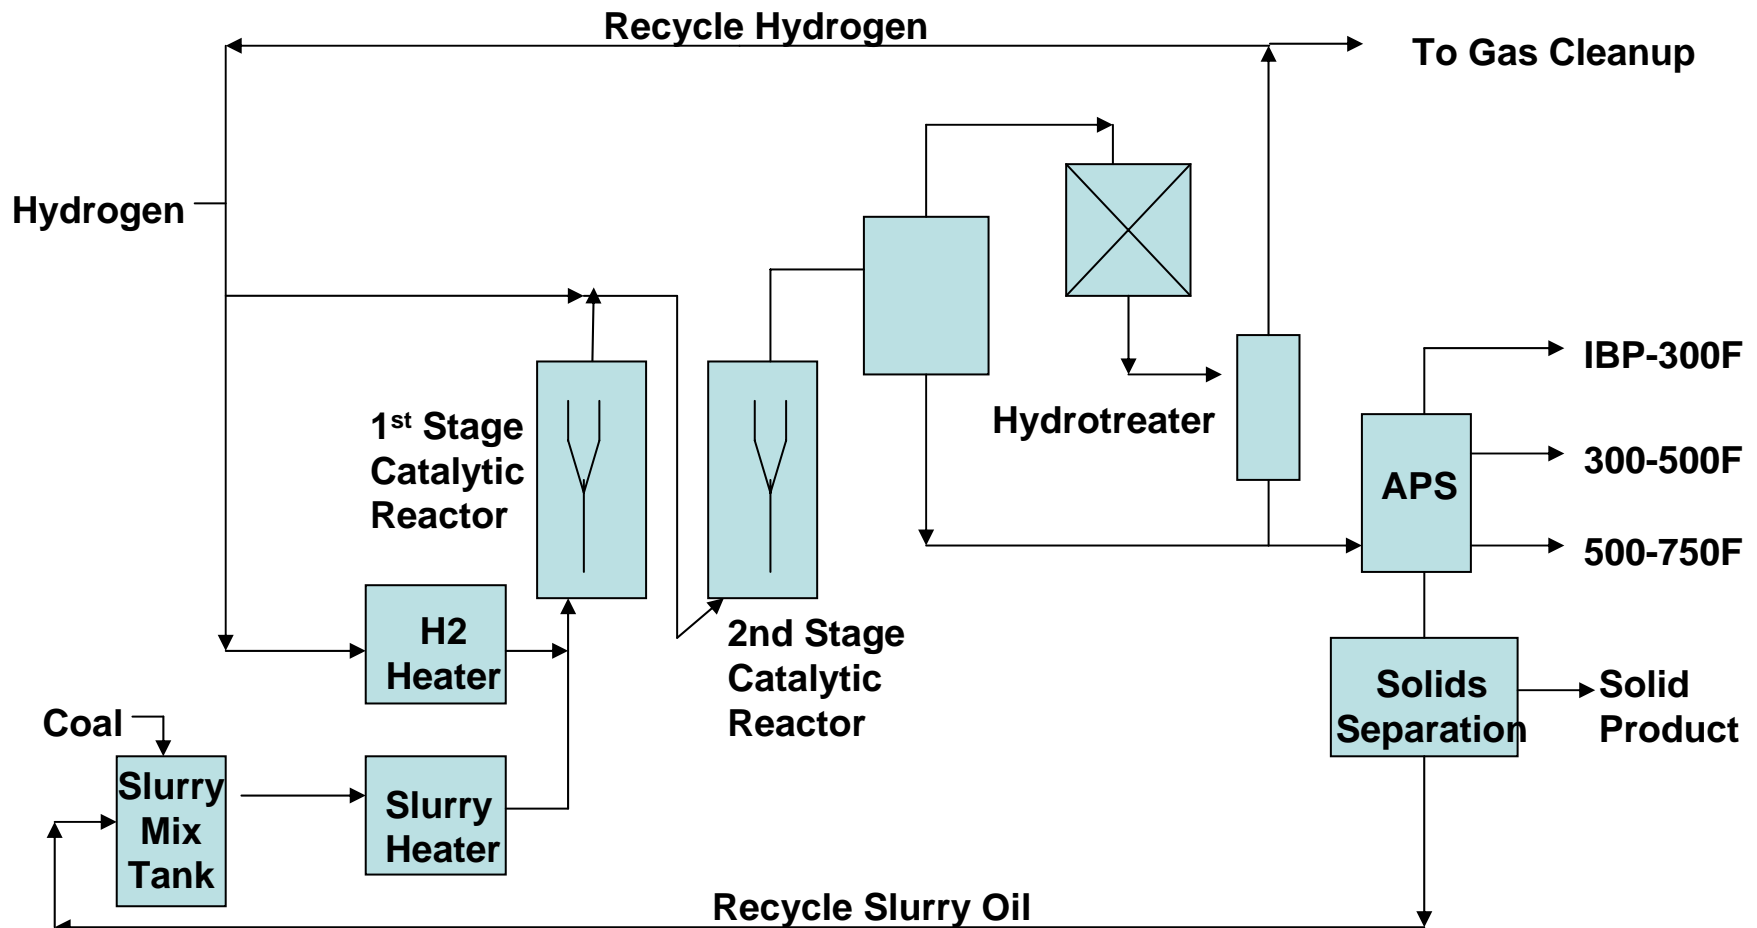 Recycle Hydrogen
To Gas Cleanup
Hydrogen
IBP-300F
Hydrotreater
1st Stage
Catalytic
Reactor
300-500F
APS
500-750F
H2
Heater
2nd Stage
Catalytic
Reactor
Solids
Separation
Solid
Product
Coal
Slurry
Mix
Tank
Slurry
Heater
Recycle Slurry Oil